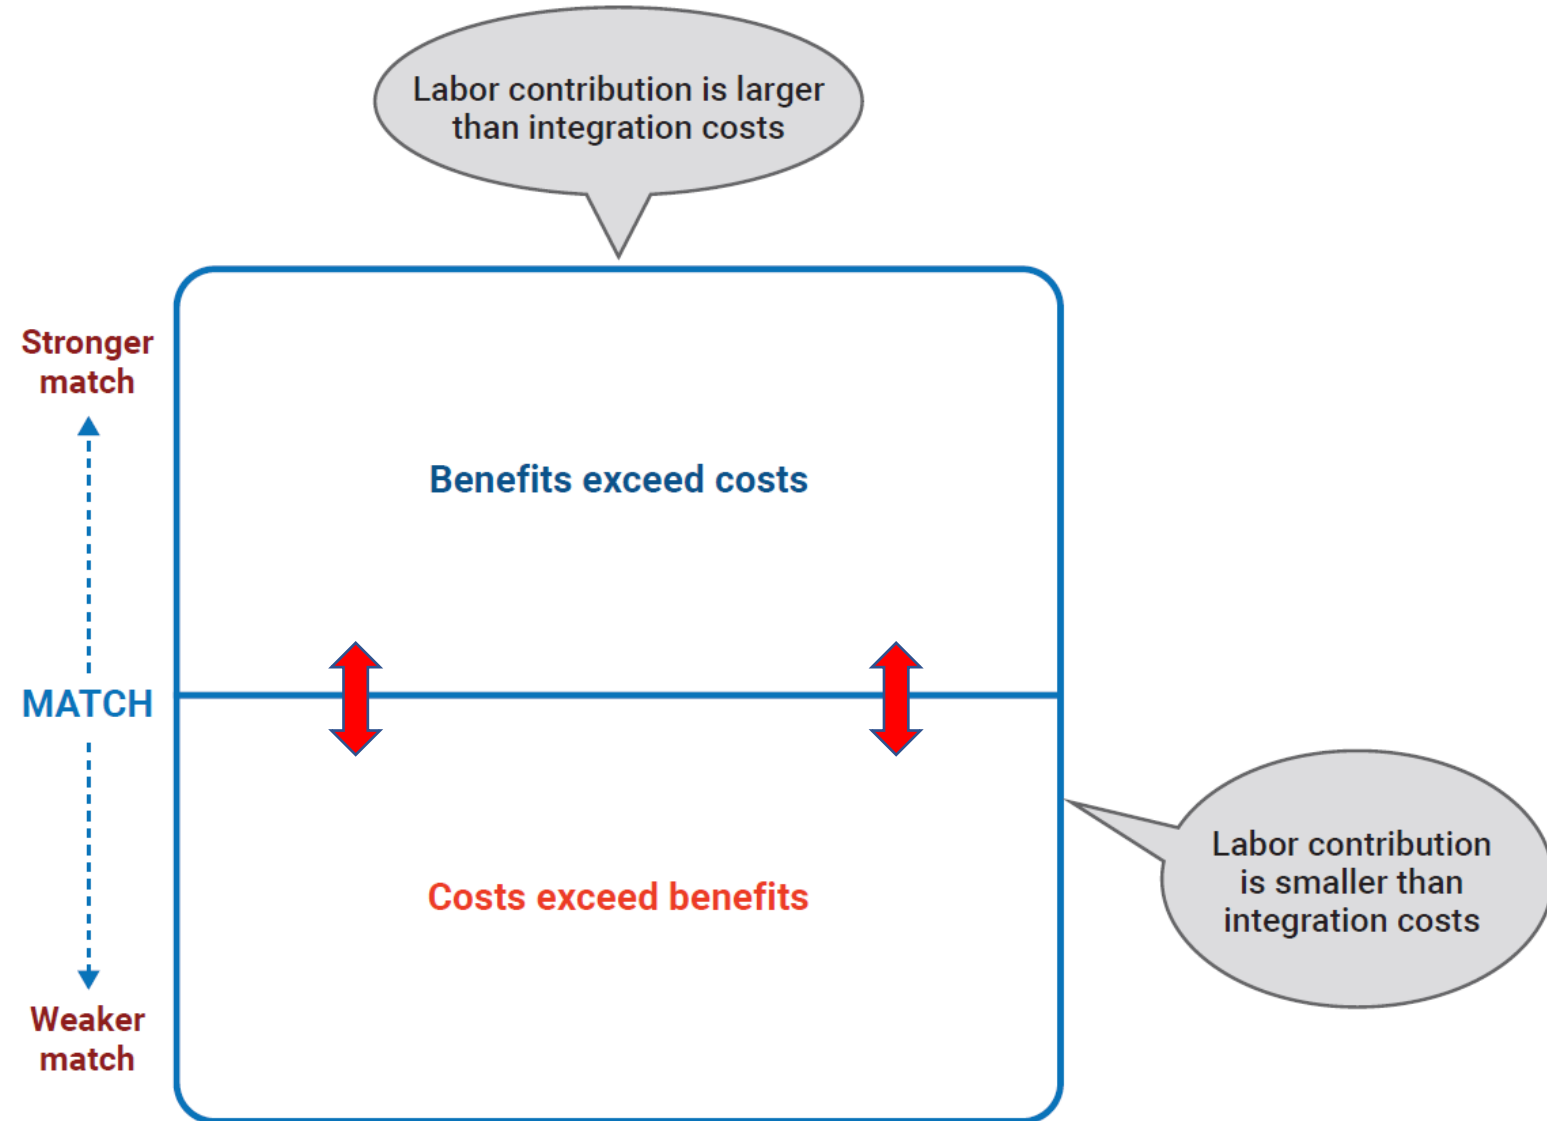 Labor contribution is larger
than integration costs
Stronger
match
Benefits exceed costs
MATCH
Labor contribution
is smaller than
integration costs
Costs exceed benefits
Weaker
match